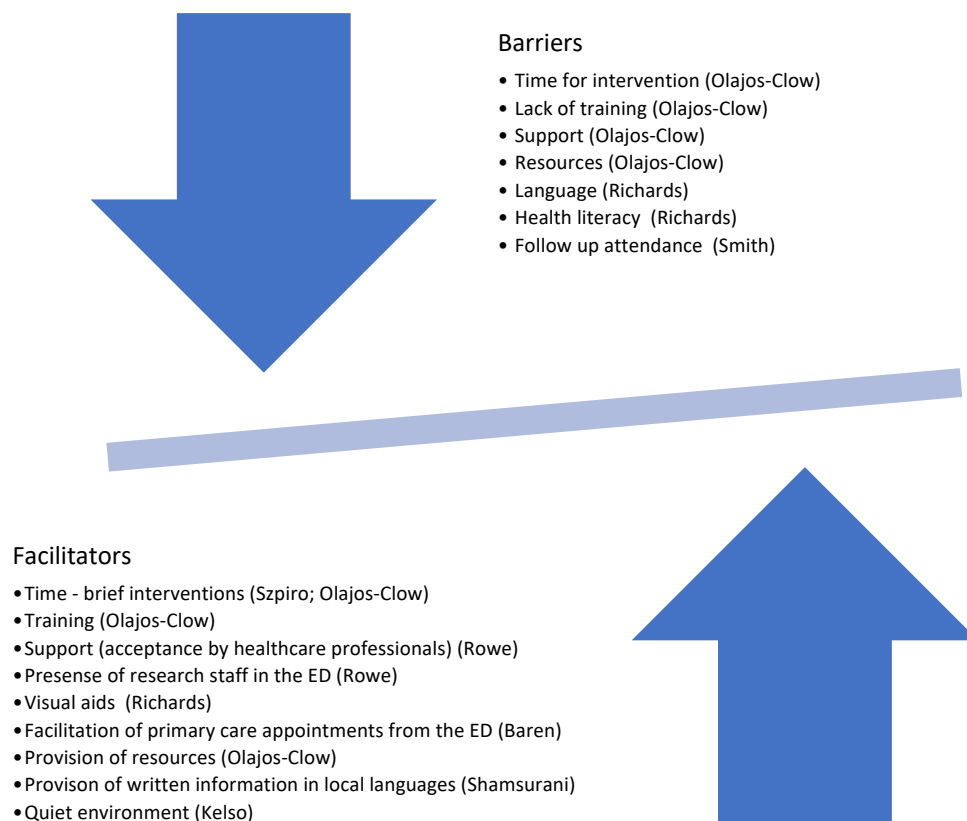 Barriers
• Time for intervention (Olajos-Clow)
• Lack of training (Olajos-Clow)
• Support (Olajos-Clow)
• Resources (Olajos-Clow)
• Language (Richards)
• Health literacy  (Richards)
• Follow up attendance  (Smith)
Facilitators
•Time - brief interventions (Szpiro; Olajos-Clow)
•Training (Olajos-Clow)
•Support (acceptance by healthcare professionals) (Rowe)
•Presense of research staff in the ED (Rowe)
•Visual aids  (Richards)
•Facilitation of primary care appointments from the ED (Baren)
•Provision of resources (Olajos-Clow)
•Provison of written information in local languages (Shamsurani)
•Quiet environment (Kelso)